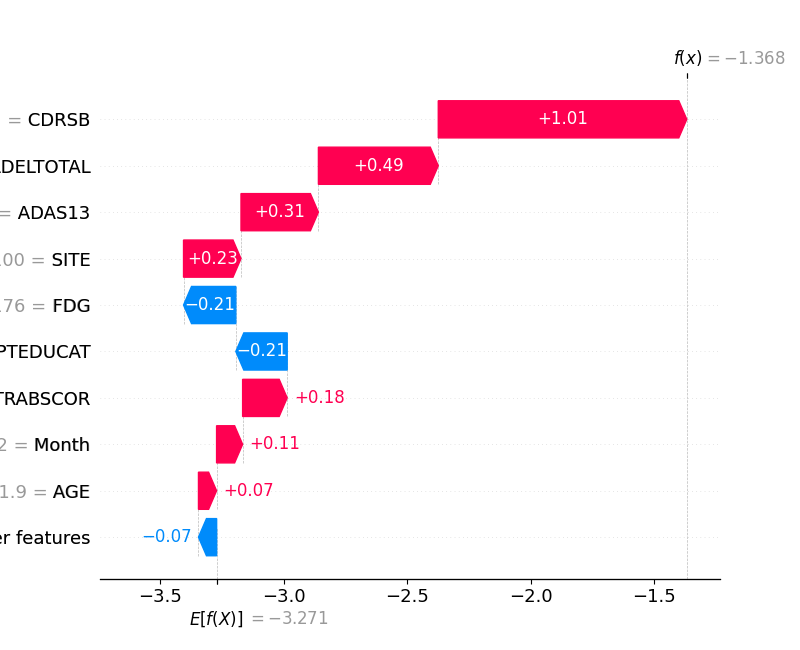 f(x) = −1.368
= CDRSB
+1.01
DELTOTAL
+0.49
= ADAS13
+0.31
.00 = SITE
+0.23
.76 = FDG
−0.21
PTEDUCAT
−0.21
TRABSCOR
+0.18
2 = Month
+0.11
1.9 = AGE
+0.07
er features
−0.07
−3.5 −3.0 −2.5 −2.0 −1.5
E[f(X)] = −3.271